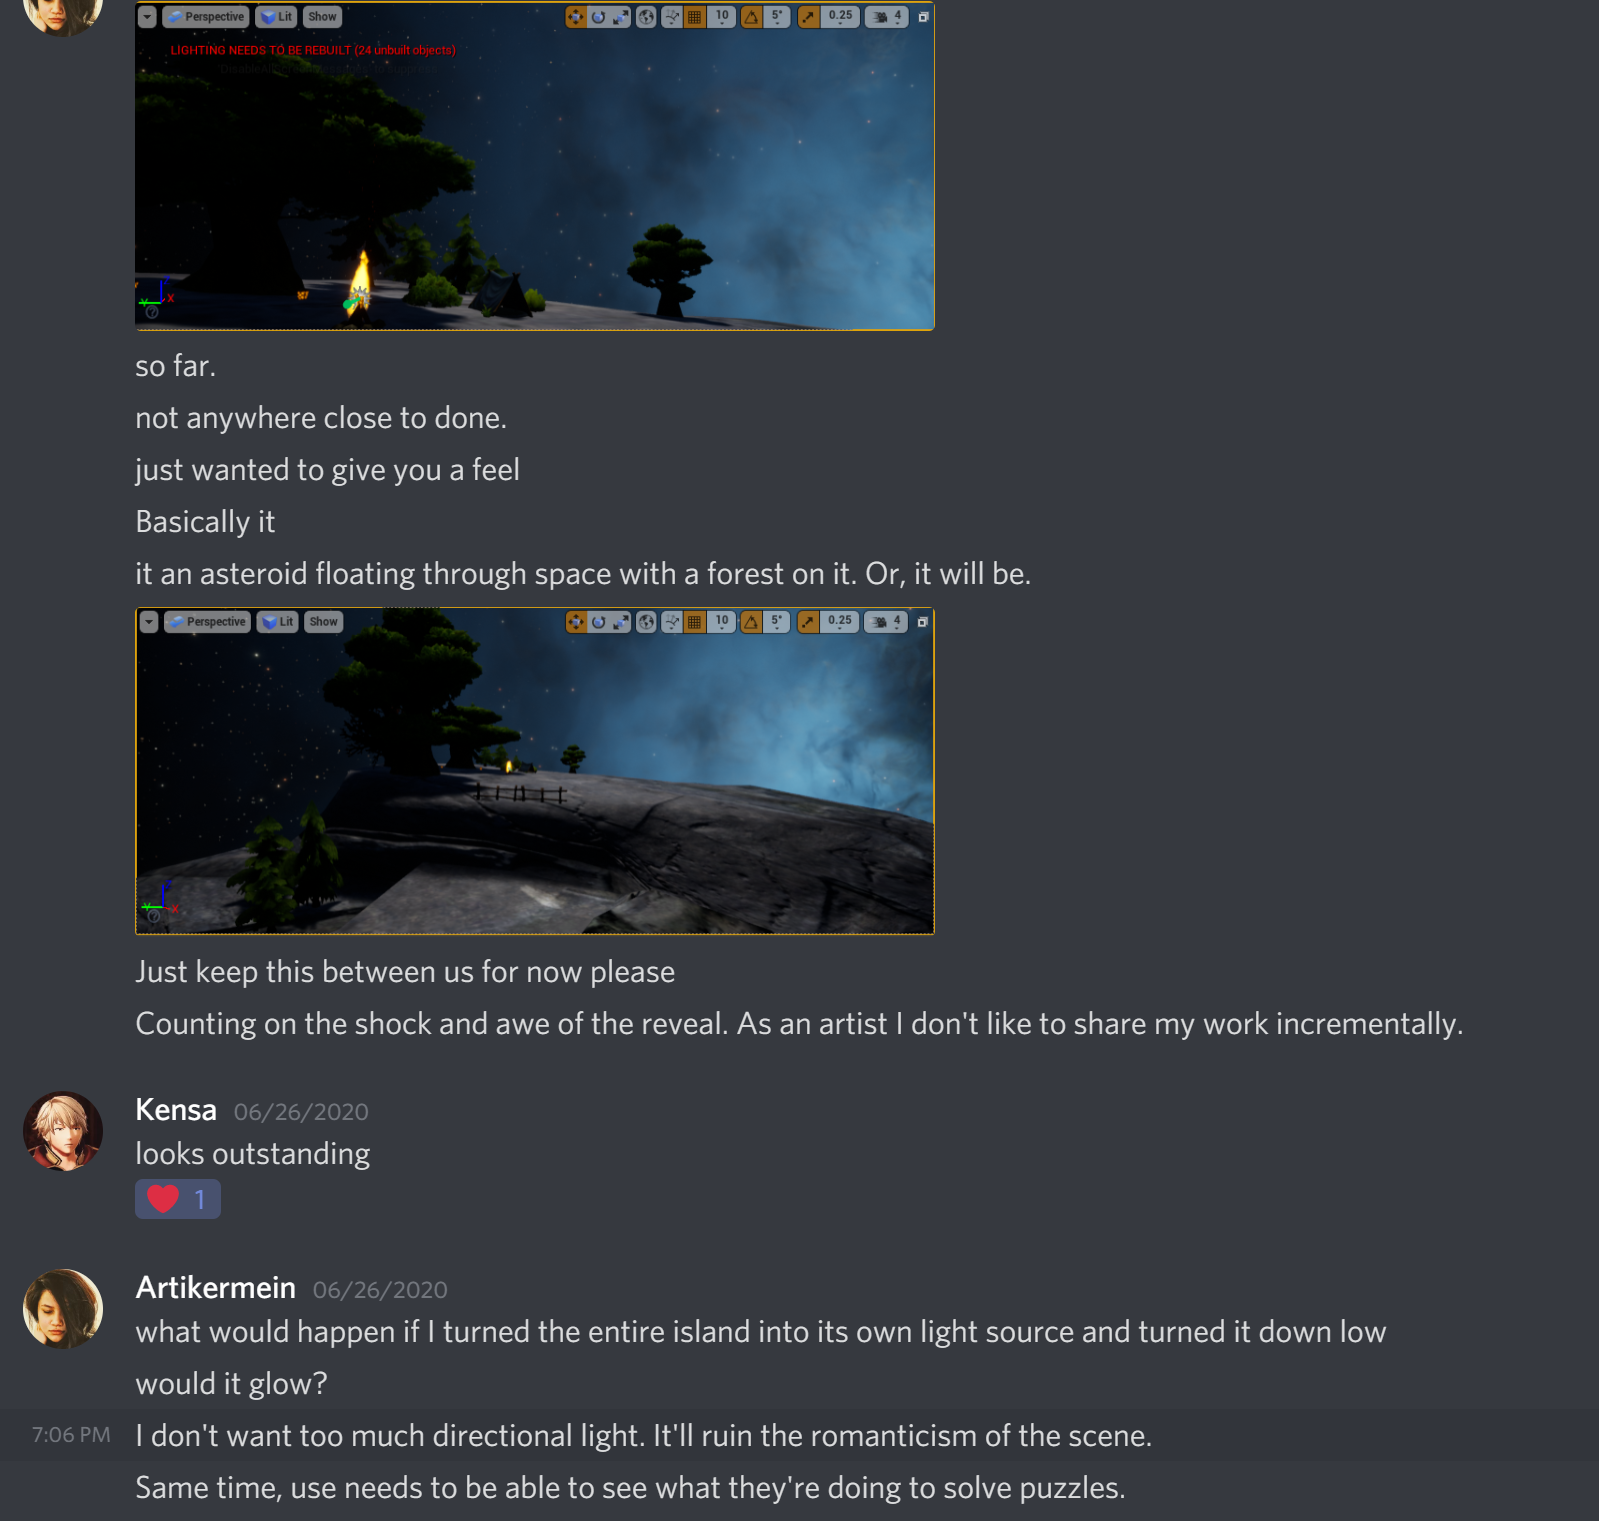 Perspective Lit Show 10 5° 0.25 4
LIGHTING NEEDS TO BE REBUILT (24 unbuilt objects)
so far.
not anywhere close to done.
just wanted to give you a feel
Basically it
it an asteroid floating through space with a forest on it. Or, it will be.
Perspective Lit Show 10 5° 0.25 4
Just keep this between us for now please
Counting on the shock and awe of the reveal. As an artist I don't like to share my work incrementally.
Kensa 06/26/2020
looks outstanding
1
Artikermein 06/26/2020
what would happen if I turned the entire island into its own light source and turned it down low
would it glow?
7:06 PM I don't want too much directional light. It'll ruin the romanticism of the scene.
Same time, use needs to be able to see what they're doing to solve puzzles.